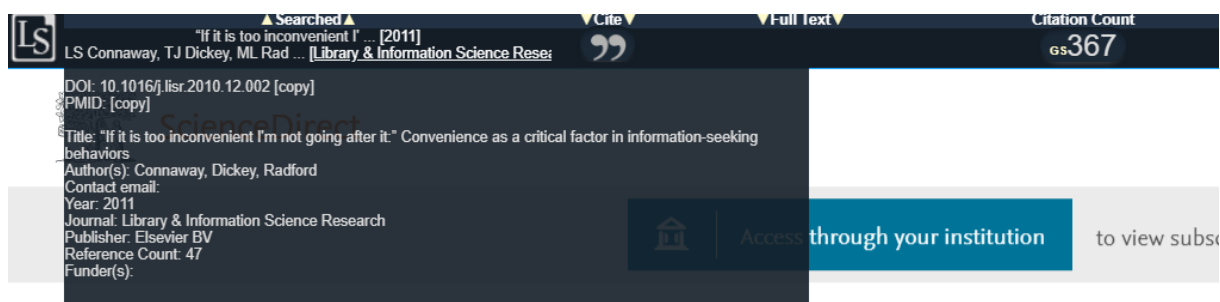 LS
▲Searched▲ ▼Cite▼ ▼Full Text▼ Citation Count
“If it is too inconvenient I' ... [2011]
LS Connaway, TJ Dickey, ML Rad ... [Library & Information Science Resea
GS367
DOI: 10.1016/j.lisr.2010.12.002 [copy]
PMID: [copy]
ScienceDirect
Title: “If it is too inconvenient I'm not going after it:” Convenience as a critical factor in information-seeking
behaviors
Author(s): Connaway, Dickey, Radford
Contact email:
Year: 2011
Journal: Library & Information Science Research
Publisher: Elsevier BV
Reference Count: 47
Funder(s):
Access through your institution
to view subsc